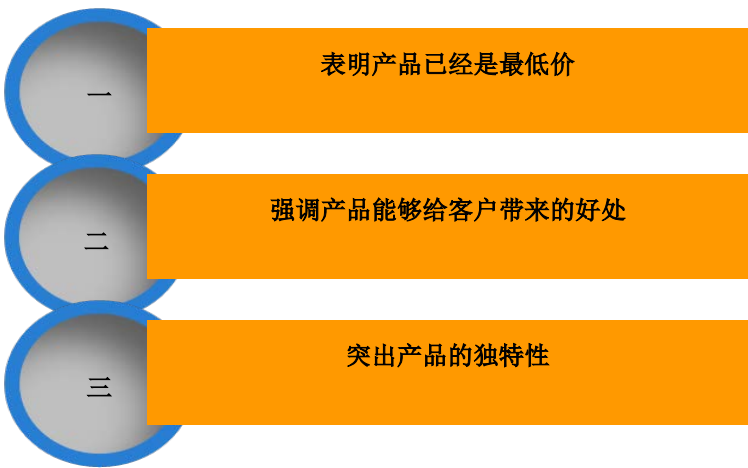 一
表明产品已经是最低价
二
强调产品能够给客户带来的好处
三
突出产品的独特性